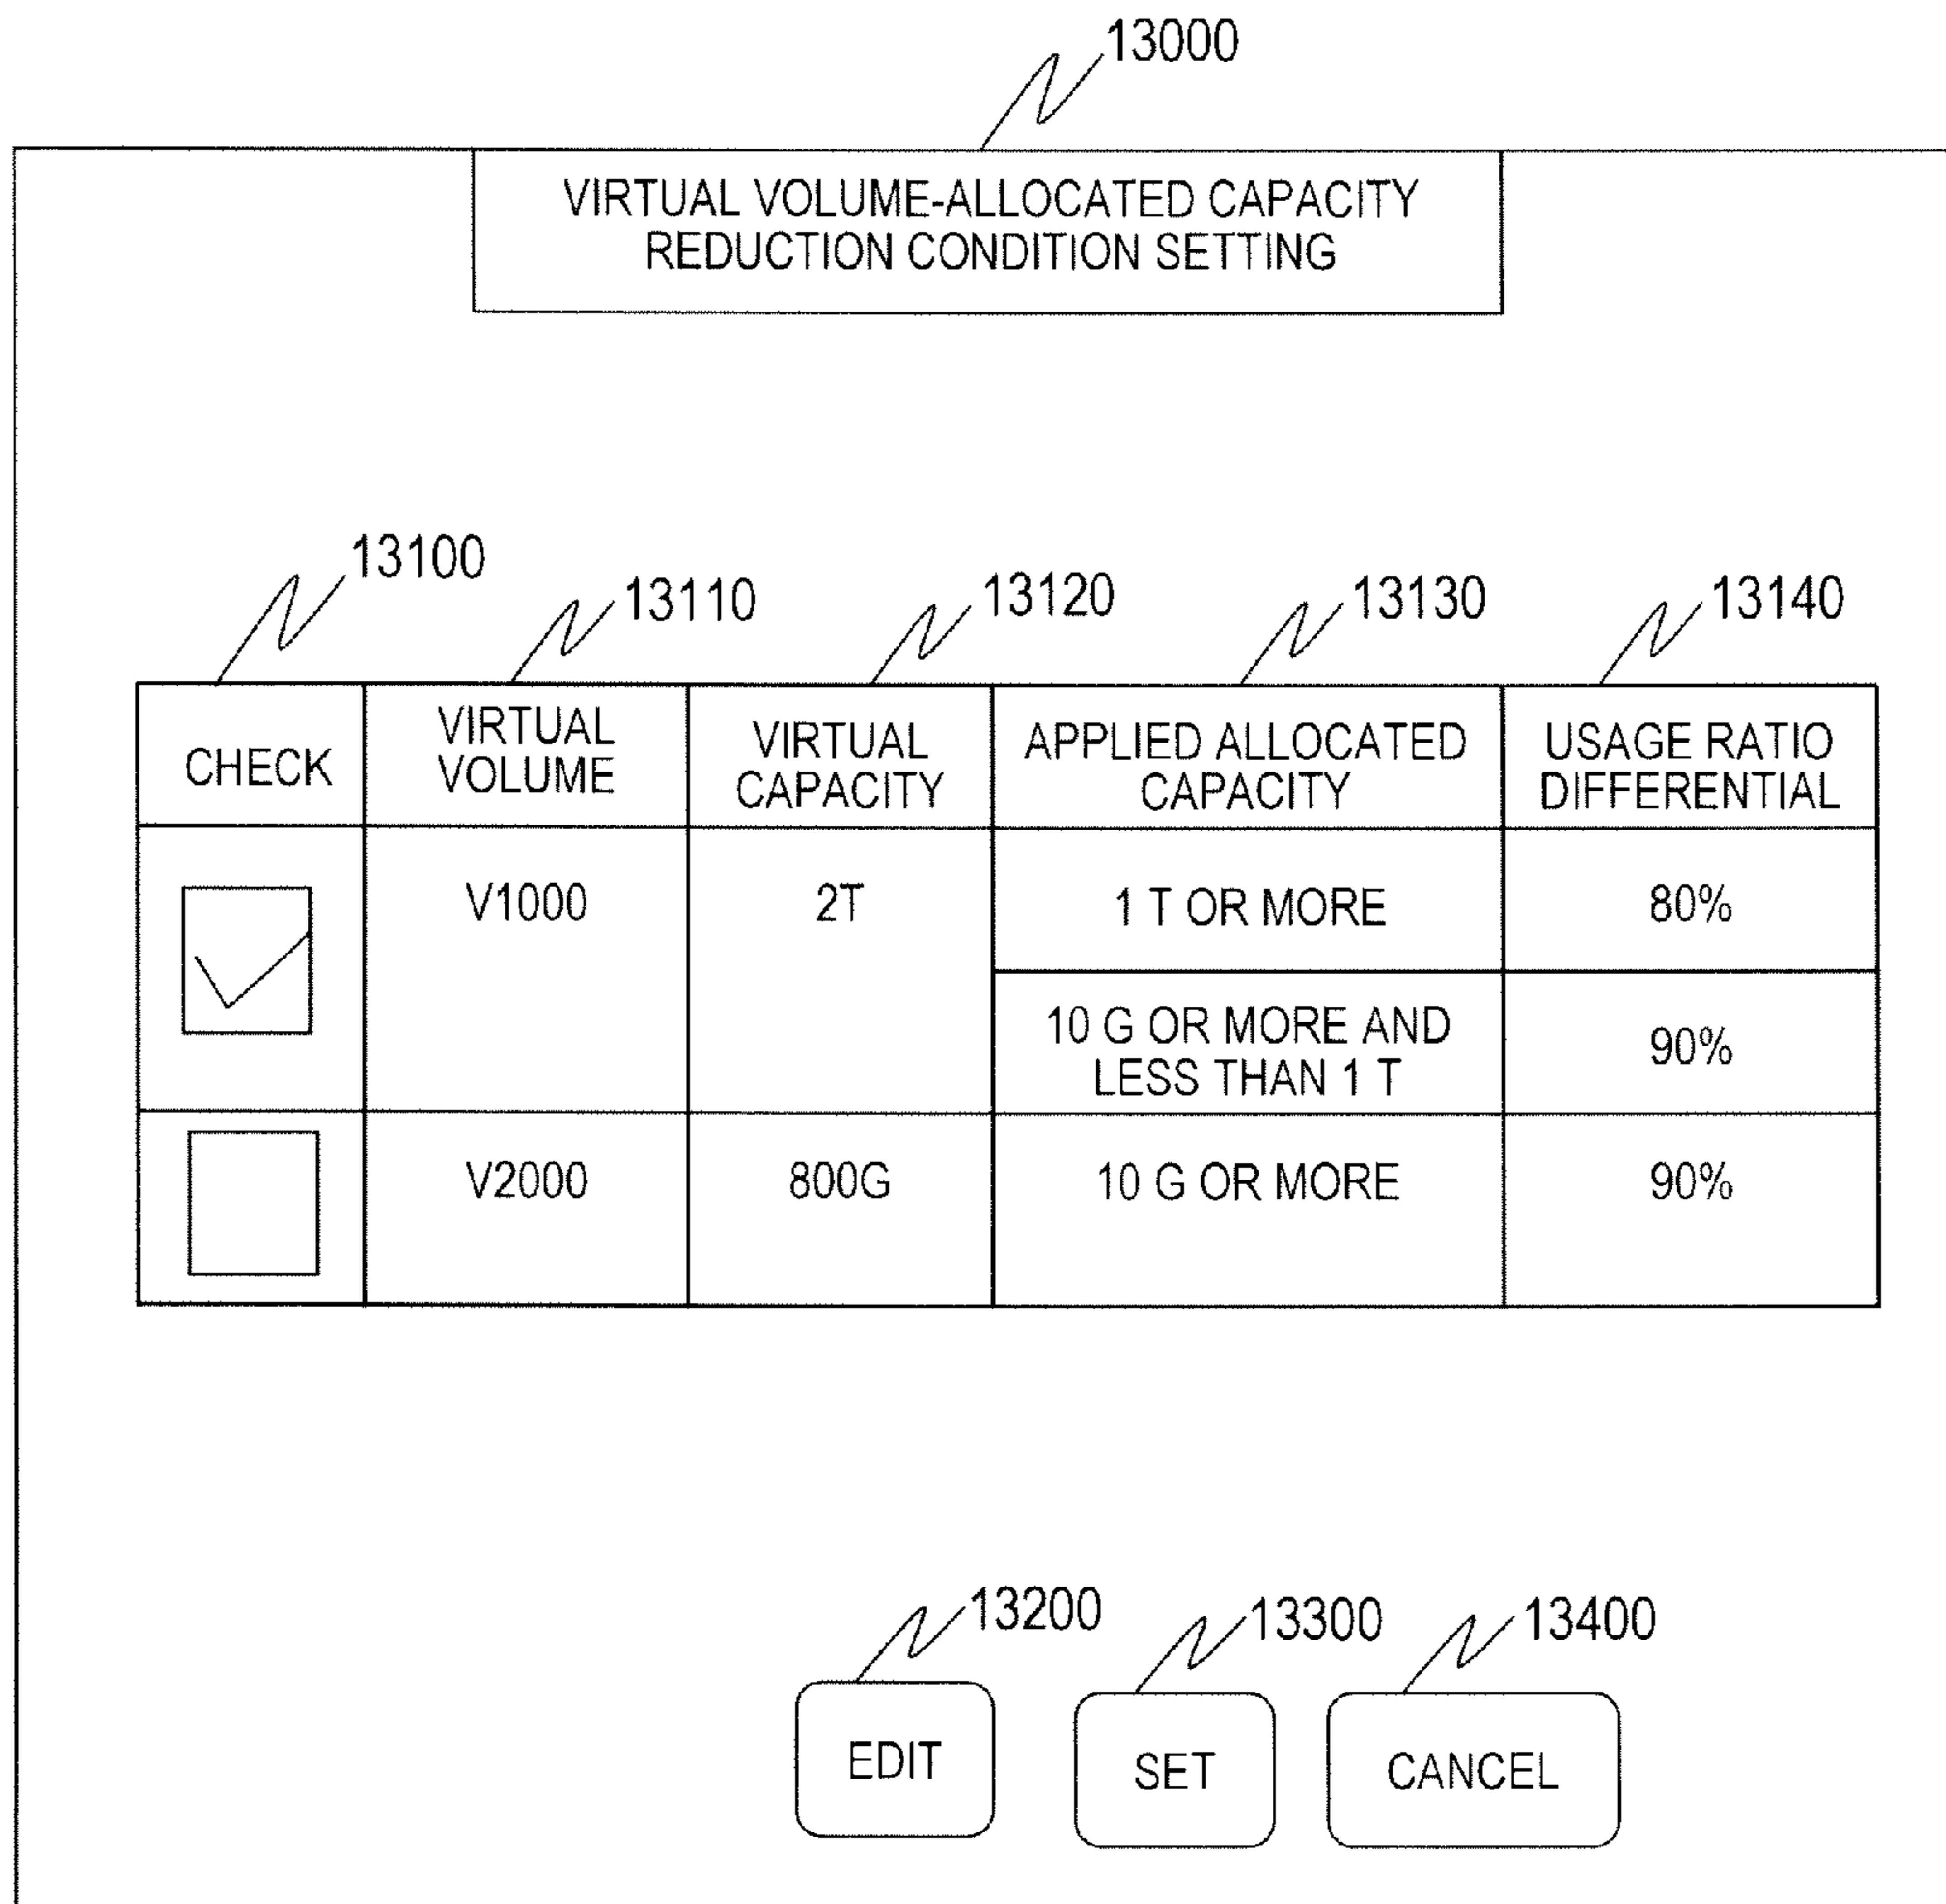 13000
VIRTUAL VOLUME-ALLOCATED CAPACITY
REDUCTION CONDITION SETTING
13100
13110
13120
13130
13140
CHECK
VIRTUAL
VOLUME
VIRTUAL
CAPACITY
APPLIED ALLOCATED
CAPACITY
USAGE RATIO
DIFFERENTIAL
V1000
2T
1 T OR MORE
80%
10 G OR MORE AND
LESS THAN 1 T
90%
V2000
800G
10 G OR MORE
90%
13200
13300
13400
EDIT
SET
CANCEL